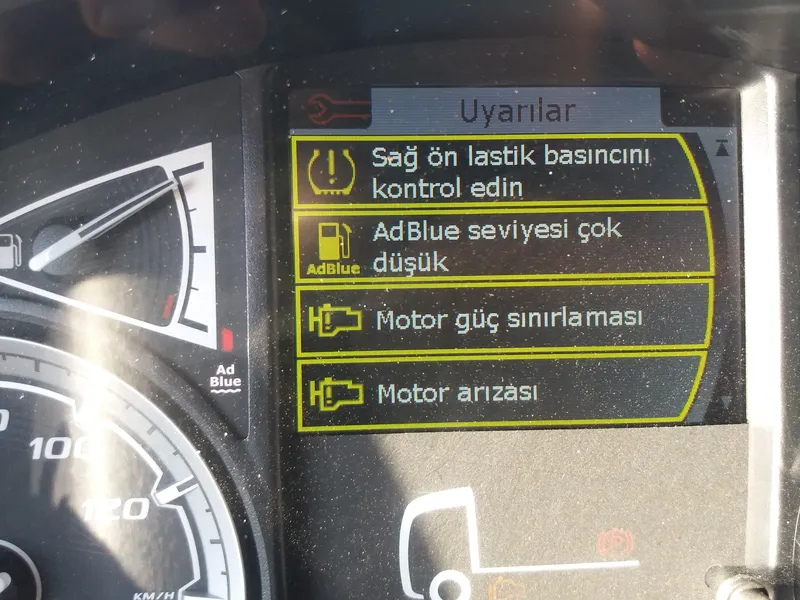 Uyarılar
Sağ ön lastik basıncını
kontrol edin
AdBlue seviyesi çok
AdBlue
düşük
Motor güç sınırlaması
Motor arızası
Ad
Blue
100
120
KM/H
(P)